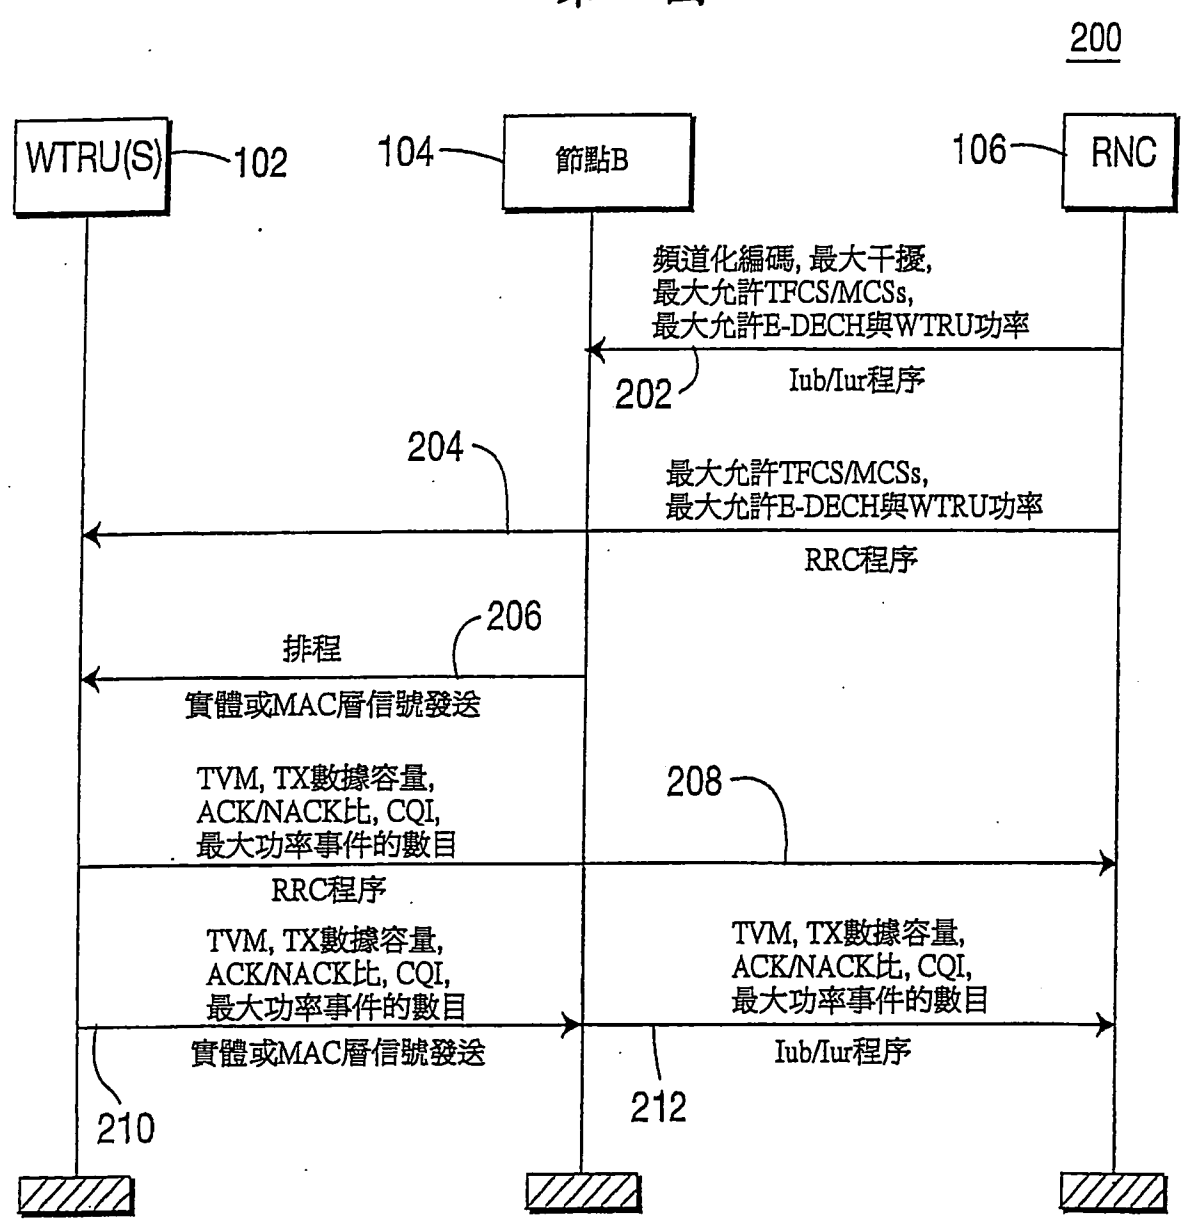 200
WTRU(S)
102
104
節點B
106
RNC
頻道化編碼, 最大干擾,
最大允許TFCS/MCSs,
最大允許E-DECH與WTRU功率
202
Iub/Iur程序
204
最大允許TFCS/MCSs,
最大允許E-DECH與WTRU功率
RRC程序
206
排程
實體或MAC層信號發送
TVM, TX數據容量,
ACK/NACK比, CQI,
最大功率事件的數目
208
RRC程序
TVM, TX數據容量,
ACK/NACK比, CQI,
最大功率事件的數目
實體或MAC層信號發送
210
TVM, TX數據容量,
ACK/NACK比, CQI,
最大功率事件的數目
Iub/Iur程序
212